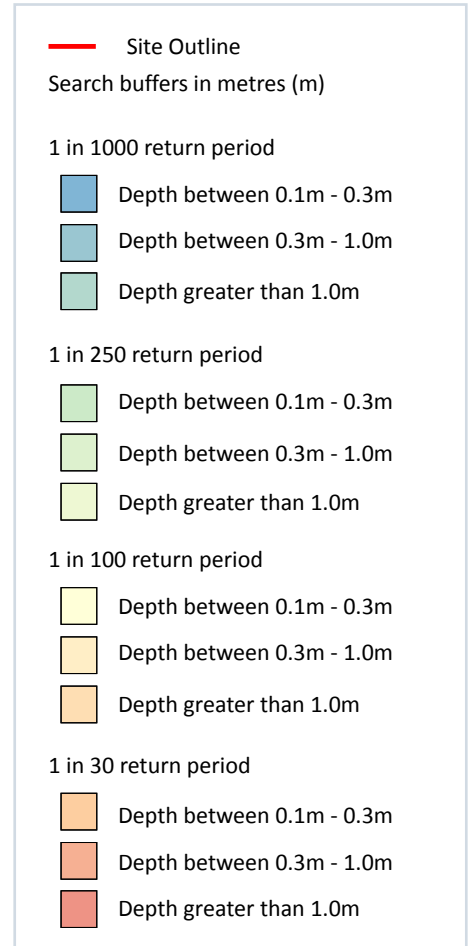 Site Outline
Search buffers in metres (m)
1 in 1000 return period
Depth between 0.1m - 0.3m
Depth between 0.3m - 1.0m
Depth greater than 1.0m
1 in 250 return period
Depth between 0.1m - 0.3m
Depth between 0.3m - 1.0m
Depth greater than 1.0m
1 in 100 return period
Depth between 0.1m - 0.3m
Depth between 0.3m - 1.0m
Depth greater than 1.0m
1 in 30 return period
Depth between 0.1m - 0.3m
Depth between 0.3m - 1.0m
Depth greater than 1.0m